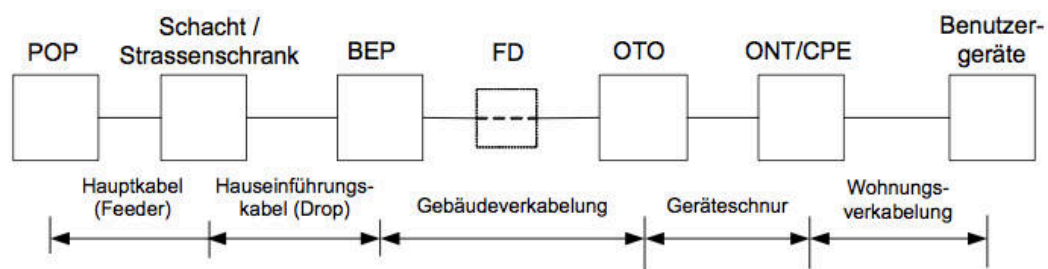 POP
Schacht /
Strassenschrank
BEP
FD
OTO
ONT/CPE
Benutzer-
geräte
Hauptkabel
(Feeder)
Hauseinführungs-
kabel (Drop)
Gebäudeverkabelung
Geräteschnur
Wohnungs-
verkabelung